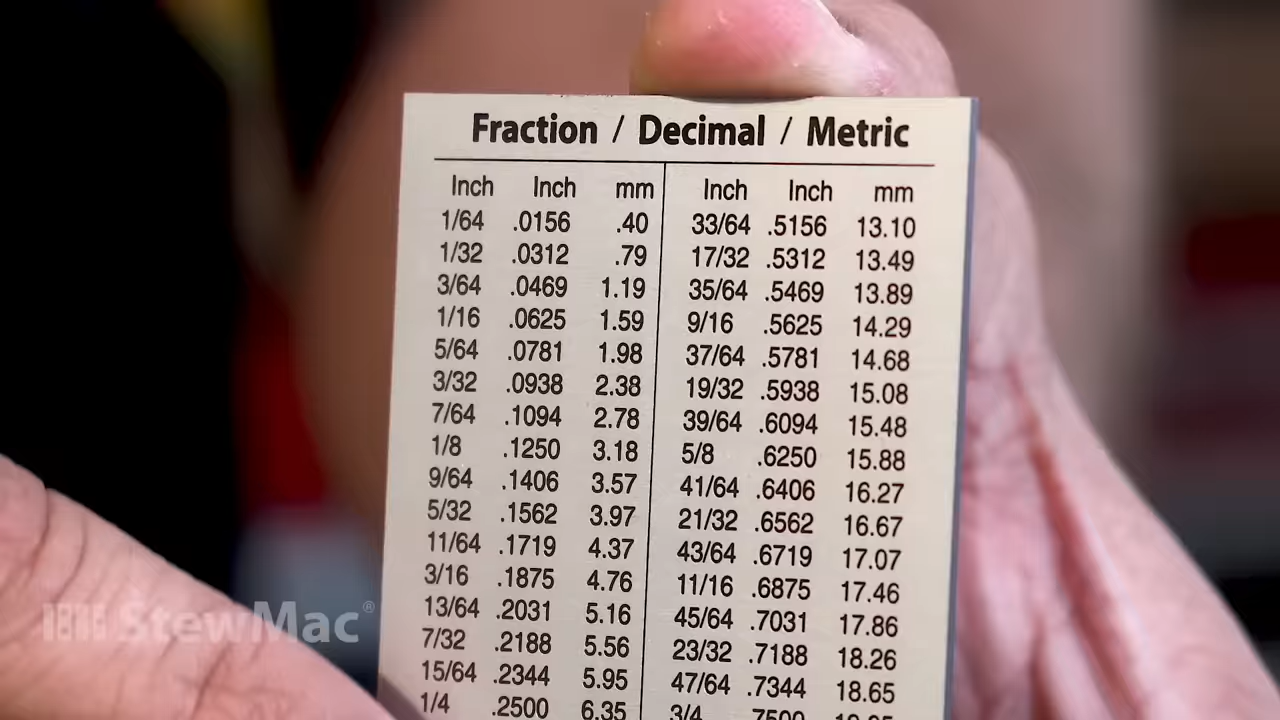 Fraction / Decimal / Metric
Inch Inch mm Inch Inch mm
1/64 .0156 .40 33/64 .5156 13.10
1/32 .0312 .79 17/32 .5312 13.49
3/64 .0469 1.19 35/64 .5469 13.89
1/16 .0625 1.59 9/16 .5625 14.29
5/64 .0781 1.98 37/64 .5781 14.68
3/32 .0938 2.38 19/32 .5938 15.08
7/64 .1094 2.78 39/64 .6094 15.48
1/8 .1250 3.18 5/8 .6250 15.88
9/64 .1406 3.57 41/64 .6406 16.27
5/32 .1562 3.97 21/32 .6562 16.67
11/64 .1719 4.37 43/64 .6719 17.07
3/16 .1875 4.76 11/16 .6875 17.46
13/64 .2031 5.16 45/64 .7031 17.86
7/32 .2188 5.56 23/32 .7188 18.26
15/64 .2344 5.95 47/64 .7344 18.65
1/4 .2500 6.35 3/4 .7500
StewMac®